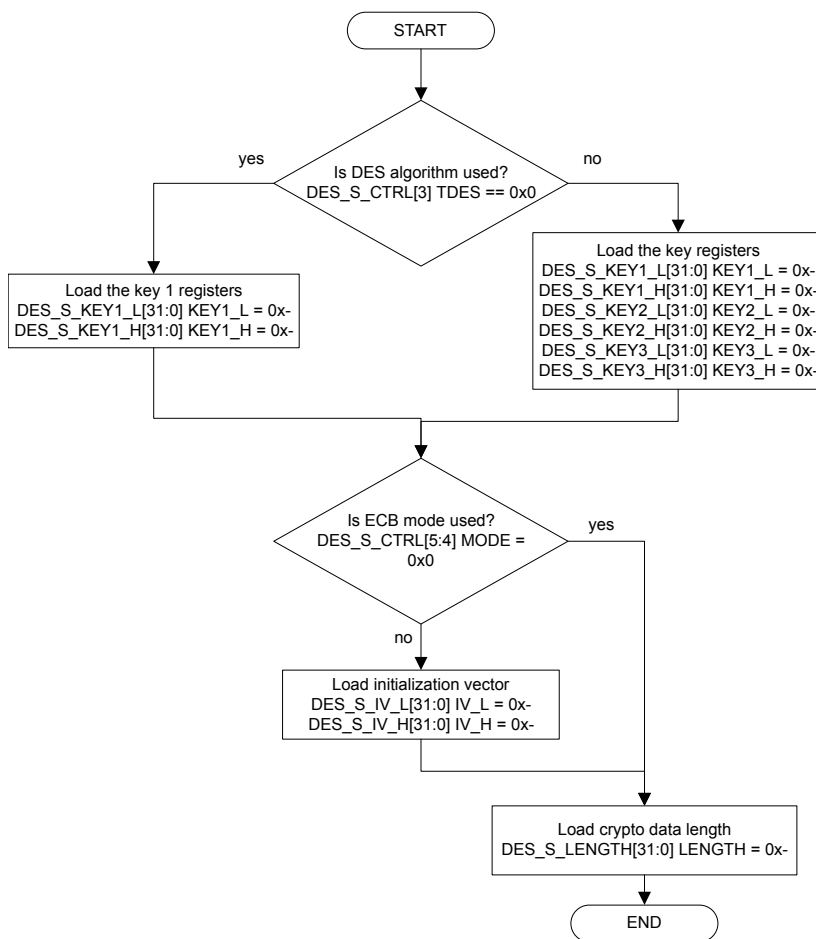 START
yes
no
Is DES algorithm used?
DES_S_CTRL[3] TDES == 0x0
Load the key 1 registers
DES_S_KEY1_L[31:0] KEY1_L = 0x-
DES_S_KEY1_H[31:0] KEY1_H = 0x-
Load the key registers
DES_S_KEY1_L[31:0] KEY1_L = 0x-
DES_S_KEY1_H[31:0] KEY1_H = 0x-
DES_S_KEY2_L[31:0] KEY2_L = 0x-
DES_S_KEY2_H[31:0] KEY2_H = 0x-
DES_S_KEY3_L[31:0] KEY3_L = 0x-
DES_S_KEY3_H[31:0] KEY3_H = 0x-
Is ECB mode used?
DES_S_CTRL[5:4] MODE =
0x0
yes
no
Load initialization vector
DES_S_IV_L[31:0] IV_L = 0x-
DES_S_IV_H[31:0] IV_H = 0x-
Load crypto data length
DES_S_LENGTH[31:0] LENGTH = 0x-
END